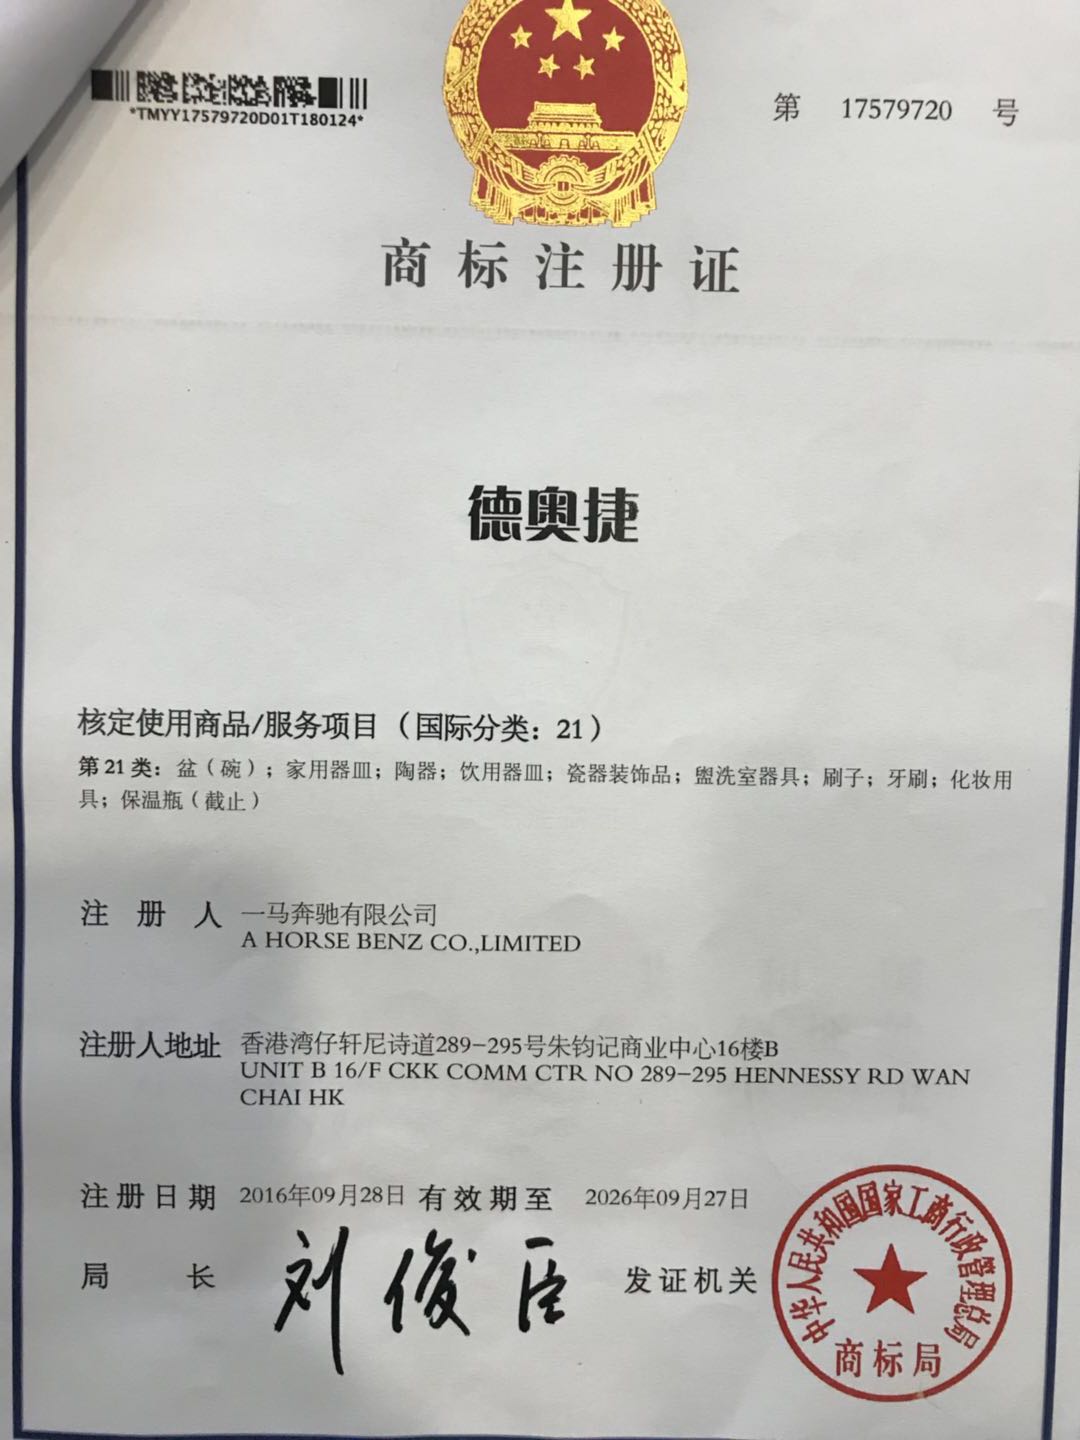 *TMYY17579720D01T180124*
第 17579720 号
商标注册证
德奥捷
核定使用商品/服务项目（国际分类：21）
第 21 类：盆（碗）；家用器皿；陶器；饮用器皿；瓷器装饰品；盥洗室器具；刷子；牙刷；化妆用
具；保温瓶（截止）
注册人 一马奔驰有限公司
A HORSE BENZ CO.,LIMITED
注册人地址 香港湾仔轩尼诗道289-295号朱钧记商业中心16楼B
UNIT B 16/F CKK COMM CTR NO 289-295 HENNESSY RD WAN
CHAI HK
注册日期 2016年09月28日 有效期至 2026年09月27日
局长 刘俊臣 发证机关
中华人民共和国国家工商行政管理总局
商标局